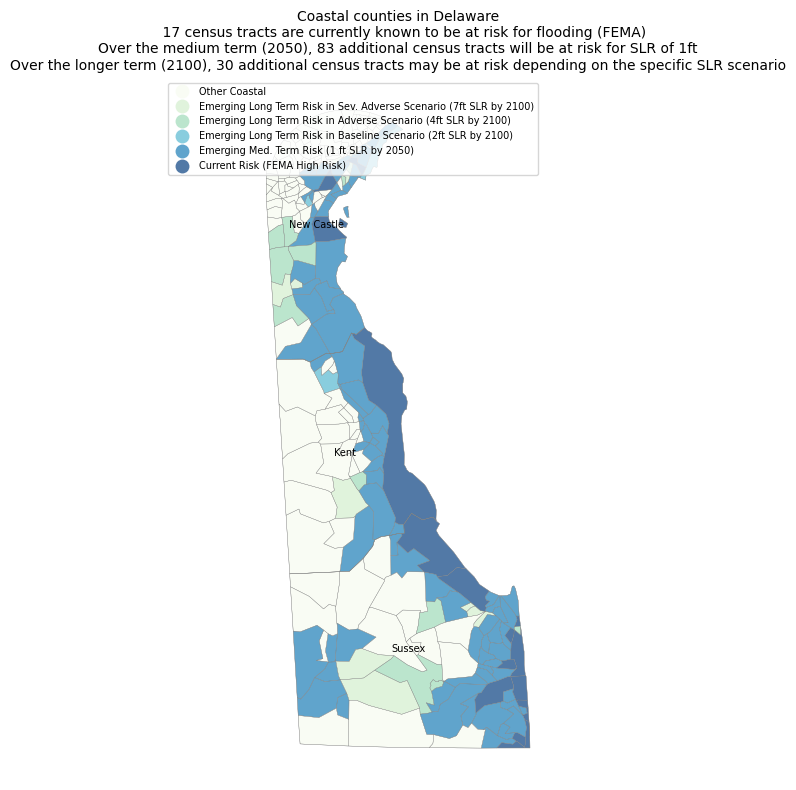 Coastal counties in Delaware
17 census tracts are currently known to be at risk for flooding (FEMA)
Over the medium term (2050), 83 additional census tracts will be at risk for SLR of 1ft
Over the longer term (2100), 30 additional census tracts may be at risk depending on the specific SLR scenario
Other Coastal
Emerging Long Term Risk in Sev. Adverse Scenario (7ft SLR by 2100)
Emerging Long Term Risk in Adverse Scenario (4ft SLR by 2100)
Emerging Long Term Risk in Baseline Scenario (2ft SLR by 2100)
Emerging Med. Term Risk (1 ft SLR by 2050)
Current Risk (FEMA High Risk)
New Castle
Kent
Sussex